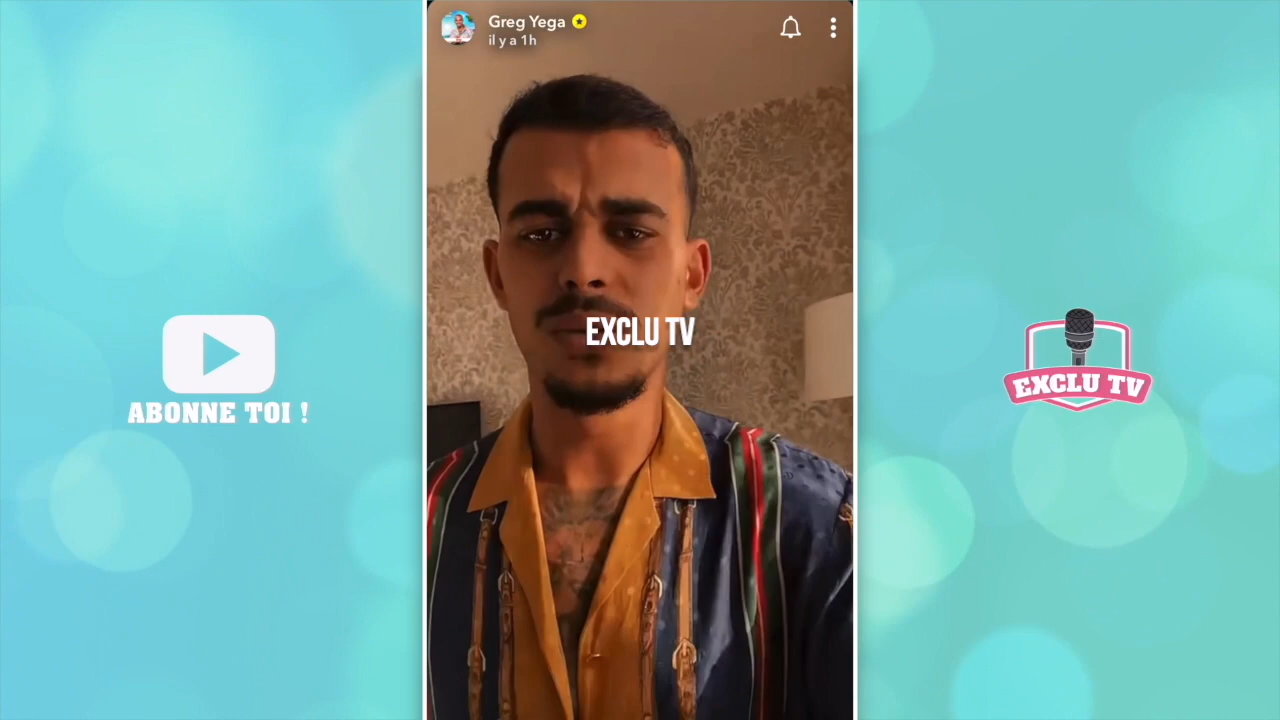 Greg Yega
il y a 1h
EXCLU TV
ABONNE TOI !
EXCLU TV